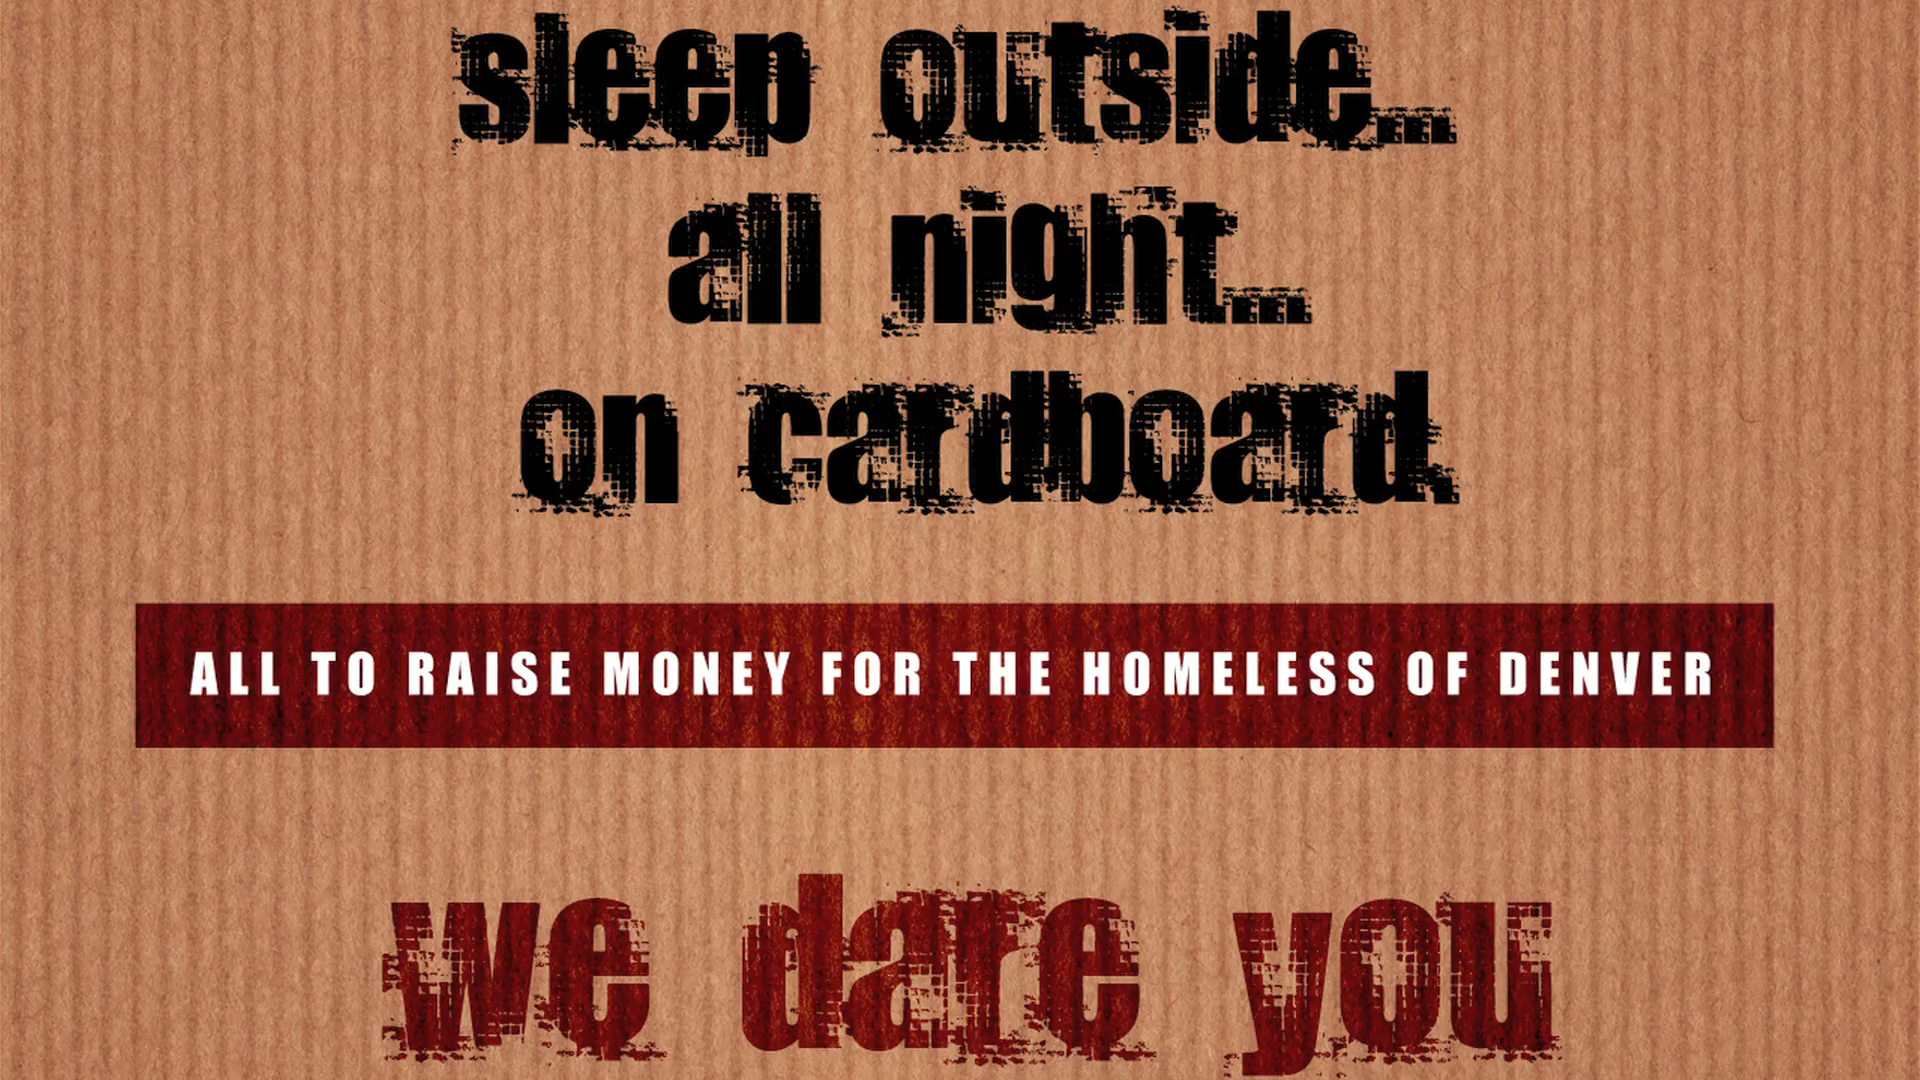 sleep outside...
all night...
on cardboard.
ALL TO RAISE MONEY FOR THE HOMELESS OF DENVER
we dare you